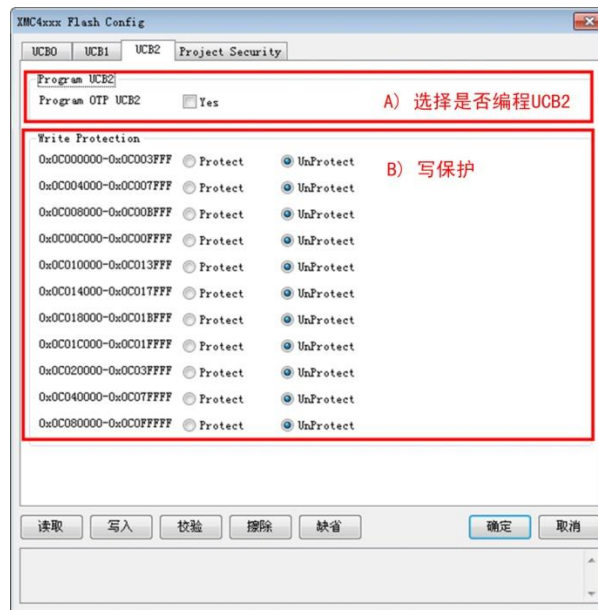 XMC4xxx Flash Config
UCB0 UCB1 UCB2 Project Security
Program UCB2
Program OTP UCB2 Yes A) 选择是否编程UCB2
Write Protection
0x0C000000-0x0C003FFF Protect UnProtect B) 写保护
0x0C004000-0x0C007FFF Protect UnProtect
0x0C008000-0x0C00BFFF Protect UnProtect
0x0C00C000-0x0C00FFFF Protect UnProtect
0x0C010000-0x0C013FFF Protect UnProtect
0x0C014000-0x0C017FFF Protect UnProtect
0x0C018000-0x0C01BFFF Protect UnProtect
0x0C01C000-0x0C01FFFF Protect UnProtect
0x0C020000-0x0C03FFFF Protect UnProtect
0x0C040000-0x0C07FFFF Protect UnProtect
0x0C080000-0x0C0FFFFF Protect UnProtect
读取 写入 校验 擦除 缺省 确定 取消